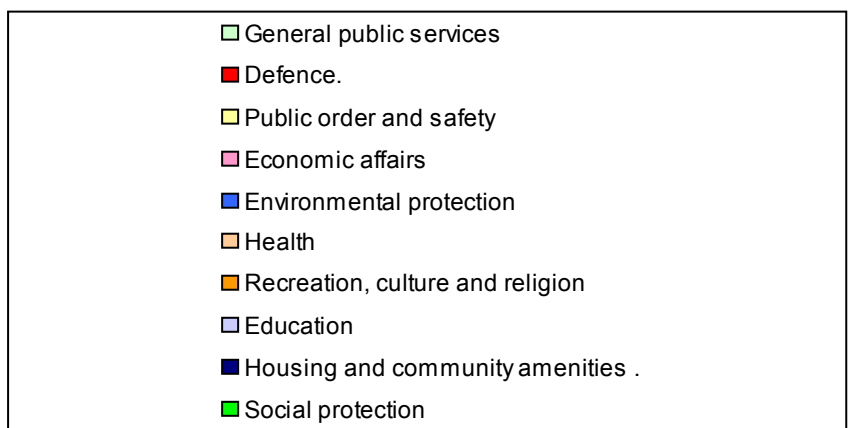 General public services
Defence.
Public order and safety
Economic affairs
Environmental protection
Health
Recreation, culture and religion
Education
Housing and community amenities .
Social protection